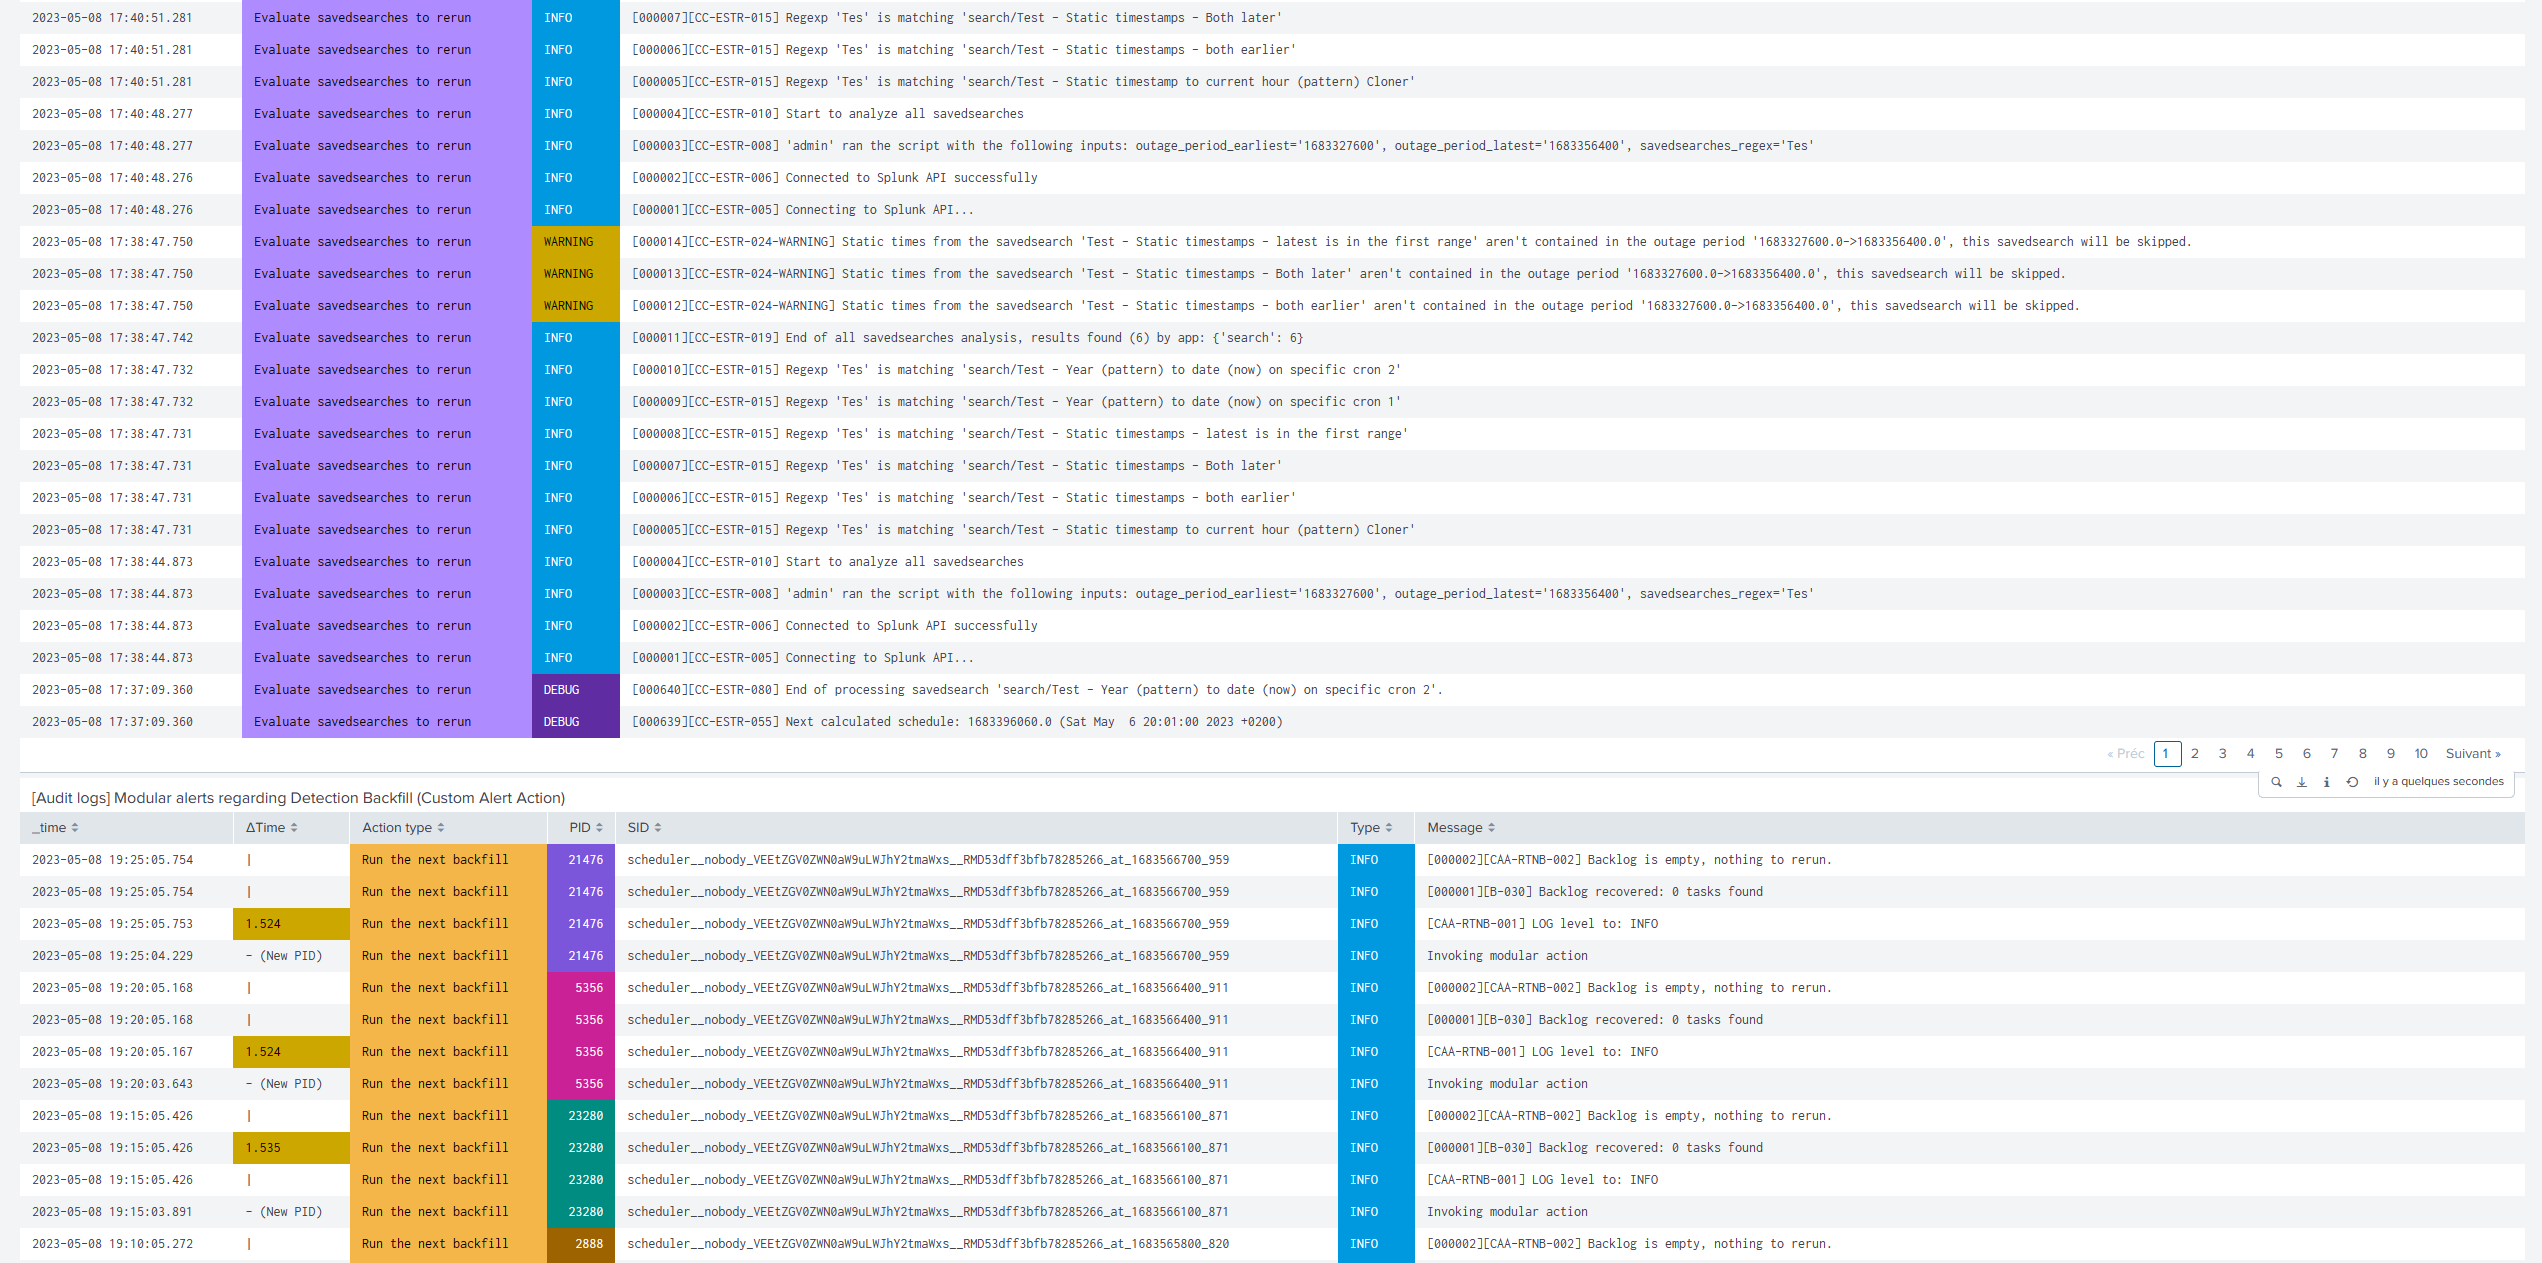 2023-05-08 17:40:51.281 Evaluate savedsearches to rerun INFO [000007][CC-ESTR-015] Regexp 'Tes' is matching 'search/Test - Static timestamps - Both later'
2023-05-08 17:40:51.281 Evaluate savedsearches to rerun INFO [000006][CC-ESTR-015] Regexp 'Tes' is matching 'search/Test - Static timestamps - both earlier'
2023-05-08 17:40:51.281 Evaluate savedsearches to rerun INFO [000005][CC-ESTR-015] Regexp 'Tes' is matching 'search/Test - Static timestamp to current hour (pattern) Cloner'
2023-05-08 17:40:48.277 Evaluate savedsearches to rerun INFO [000004][CC-ESTR-010] Start to analyze all savedsearches
2023-05-08 17:40:48.277 Evaluate savedsearches to rerun INFO [000003][CC-ESTR-008] 'admin' ran the script with the following inputs: outage_period_earliest='1683327600', outage_period_latest='1683356400', savedsearches_regex='Tes'
2023-05-08 17:40:48.276 Evaluate savedsearches to rerun INFO [000002][CC-ESTR-006] Connected to Splunk API successfully
2023-05-08 17:40:48.276 Evaluate savedsearches to rerun INFO [000001][CC-ESTR-005] Connecting to Splunk API...
2023-05-08 17:38:47.750 Evaluate savedsearches to rerun WARNING [000014][CC-ESTR-024-WARNING] Static times from the savedsearch 'Test - Static timestamps - latest is in the first range' aren't contained in the outage period '1683327600.0->1683356400.0', this savedsearch will be skipped.
2023-05-08 17:38:47.750 Evaluate savedsearches to rerun WARNING [000013][CC-ESTR-024-WARNING] Static times from the savedsearch 'Test - Static timestamps - Both later' aren't contained in the outage period '1683327600.0->1683356400.0', this savedsearch will be skipped.
2023-05-08 17:38:47.750 Evaluate savedsearches to rerun WARNING [000012][CC-ESTR-024-WARNING] Static times from the savedsearch 'Test - Static timestamps - both earlier' aren't contained in the outage period '1683327600.0->1683356400.0', this savedsearch will be skipped.
2023-05-08 17:38:47.742 Evaluate savedsearches to rerun INFO [000011][CC-ESTR-019] End of all savedsearches analysis, results found (6) by app: {'search': 6}
2023-05-08 17:38:47.732 Evaluate savedsearches to rerun INFO [000010][CC-ESTR-015] Regexp 'Tes' is matching 'search/Test - Year (pattern) to date (now) on specific cron 2'
2023-05-08 17:38:47.732 Evaluate savedsearches to rerun INFO [000009][CC-ESTR-015] Regexp 'Tes' is matching 'search/Test - Year (pattern) to date (now) on specific cron 1'
2023-05-08 17:38:47.731 Evaluate savedsearches to rerun INFO [000008][CC-ESTR-015] Regexp 'Tes' is matching 'search/Test - Static timestamps - latest is in the first range'
2023-05-08 17:38:47.731 Evaluate savedsearches to rerun INFO [000007][CC-ESTR-015] Regexp 'Tes' is matching 'search/Test - Static timestamps - Both later'
2023-05-08 17:38:47.731 Evaluate savedsearches to rerun INFO [000006][CC-ESTR-015] Regexp 'Tes' is matching 'search/Test - Static timestamps - both earlier'
2023-05-08 17:38:47.731 Evaluate savedsearches to rerun INFO [000005][CC-ESTR-015] Regexp 'Tes' is matching 'search/Test - Static timestamp to current hour (pattern) Cloner'
2023-05-08 17:38:44.873 Evaluate savedsearches to rerun INFO [000004][CC-ESTR-010] Start to analyze all savedsearches
2023-05-08 17:38:44.873 Evaluate savedsearches to rerun INFO [000003][CC-ESTR-008] 'admin' ran the script with the following inputs: outage_period_earliest='1683327600', outage_period_latest='1683356400', savedsearches_regex='Tes'
2023-05-08 17:38:44.873 Evaluate savedsearches to rerun INFO [000002][CC-ESTR-006] Connected to Splunk API successfully
2023-05-08 17:38:44.873 Evaluate savedsearches to rerun INFO [000001][CC-ESTR-005] Connecting to Splunk API...
2023-05-08 17:37:09.360 Evaluate savedsearches to rerun DEBUG [000640][CC-ESTR-080] End of processing savedsearch 'search/Test - Year (pattern) to date (now) on specific cron 2'.
2023-05-08 17:37:09.360 Evaluate savedsearches to rerun DEBUG [000639][CC-ESTR-055] Next calculated schedule: 1683396060.0 (Sat May  6 20:01:00 2023 +0200)
« Préc 1 2 3 4 5 6 7 8 9 10 Suivant »
il y a quelques secondes
[Audit logs] Modular alerts regarding Detection Backfill (Custom Alert Action)
_time ΔTime Action type PID SID Type Message
2023-05-08 19:25:05.754 | Run the next backfill 21476 scheduler__nobody_VEEtZGV0ZWN0aW9uLWJhY2tmaWxs__RMD53dff3bfb78285266_at_1683566700_959 INFO [000002][CAA-RTNB-002] Backlog is empty, nothing to rerun.
2023-05-08 19:25:05.754 | Run the next backfill 21476 scheduler__nobody_VEEtZGV0ZWN0aW9uLWJhY2tmaWxs__RMD53dff3bfb78285266_at_1683566700_959 INFO [000001][B-030] Backlog recovered: 0 tasks found
2023-05-08 19:25:05.753 1.524 Run the next backfill 21476 scheduler__nobody_VEEtZGV0ZWN0aW9uLWJhY2tmaWxs__RMD53dff3bfb78285266_at_1683566700_959 INFO [CAA-RTNB-001] LOG level to: INFO
2023-05-08 19:25:04.229 - (New PID) Run the next backfill 21476 scheduler__nobody_VEEtZGV0ZWN0aW9uLWJhY2tmaWxs__RMD53dff3bfb78285266_at_1683566700_959 INFO Invoking modular action
2023-05-08 19:20:05.168 | Run the next backfill 5356 scheduler__nobody_VEEtZGV0ZWN0aW9uLWJhY2tmaWxs__RMD53dff3bfb78285266_at_1683566400_911 INFO [000002][CAA-RTNB-002] Backlog is empty, nothing to rerun.
2023-05-08 19:20:05.168 | Run the next backfill 5356 scheduler__nobody_VEEtZGV0ZWN0aW9uLWJhY2tmaWxs__RMD53dff3bfb78285266_at_1683566400_911 INFO [000001][B-030] Backlog recovered: 0 tasks found
2023-05-08 19:20:05.167 1.524 Run the next backfill 5356 scheduler__nobody_VEEtZGV0ZWN0aW9uLWJhY2tmaWxs__RMD53dff3bfb78285266_at_1683566400_911 INFO [CAA-RTNB-001] LOG level to: INFO
2023-05-08 19:20:03.643 - (New PID) Run the next backfill 5356 scheduler__nobody_VEEtZGV0ZWN0aW9uLWJhY2tmaWxs__RMD53dff3bfb78285266_at_1683566400_911 INFO Invoking modular action
2023-05-08 19:15:05.426 | Run the next backfill 23280 scheduler__nobody_VEEtZGV0ZWN0aW9uLWJhY2tmaWxs__RMD53dff3bfb78285266_at_1683566100_871 INFO [000002][CAA-RTNB-002] Backlog is empty, nothing to rerun.
2023-05-08 19:15:05.426 1.535 Run the next backfill 23280 scheduler__nobody_VEEtZGV0ZWN0aW9uLWJhY2tmaWxs__RMD53dff3bfb78285266_at_1683566100_871 INFO [000001][B-030] Backlog recovered: 0 tasks found
2023-05-08 19:15:05.426 | Run the next backfill 23280 scheduler__nobody_VEEtZGV0ZWN0aW9uLWJhY2tmaWxs__RMD53dff3bfb78285266_at_1683566100_871 INFO [CAA-RTNB-001] LOG level to: INFO
2023-05-08 19:15:03.891 - (New PID) Run the next backfill 23280 scheduler__nobody_VEEtZGV0ZWN0aW9uLWJhY2tmaWxs__RMD53dff3bfb78285266_at_1683566100_871 INFO Invoking modular action
2023-05-08 19:10:05.272 | Run the next backfill 2888 scheduler__nobody_VEEtZGV0ZWN0aW9uLWJhY2tmaWxs__RMD53dff3bfb78285266_at_1683565800_820 INFO [000002][CAA-RTNB-002] Backlog is empty, nothing to rerun.